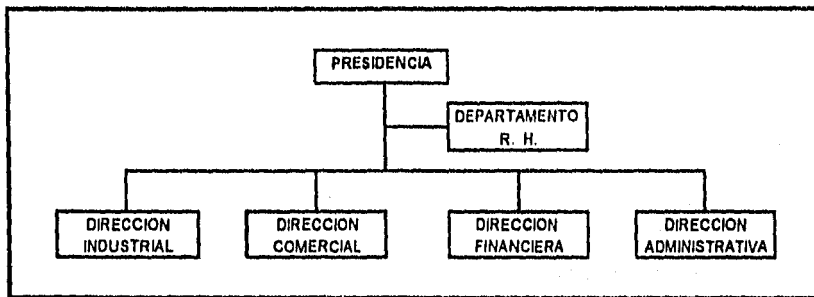 PRESIDENCIA
DEPARTAMENTO
R. H.
DIRECCION
INDUSTRIAL
DIRECCION
COMERCIAL
DIRECCION
FINANCIERA
DIRECCION
ADMINISTRATIVA